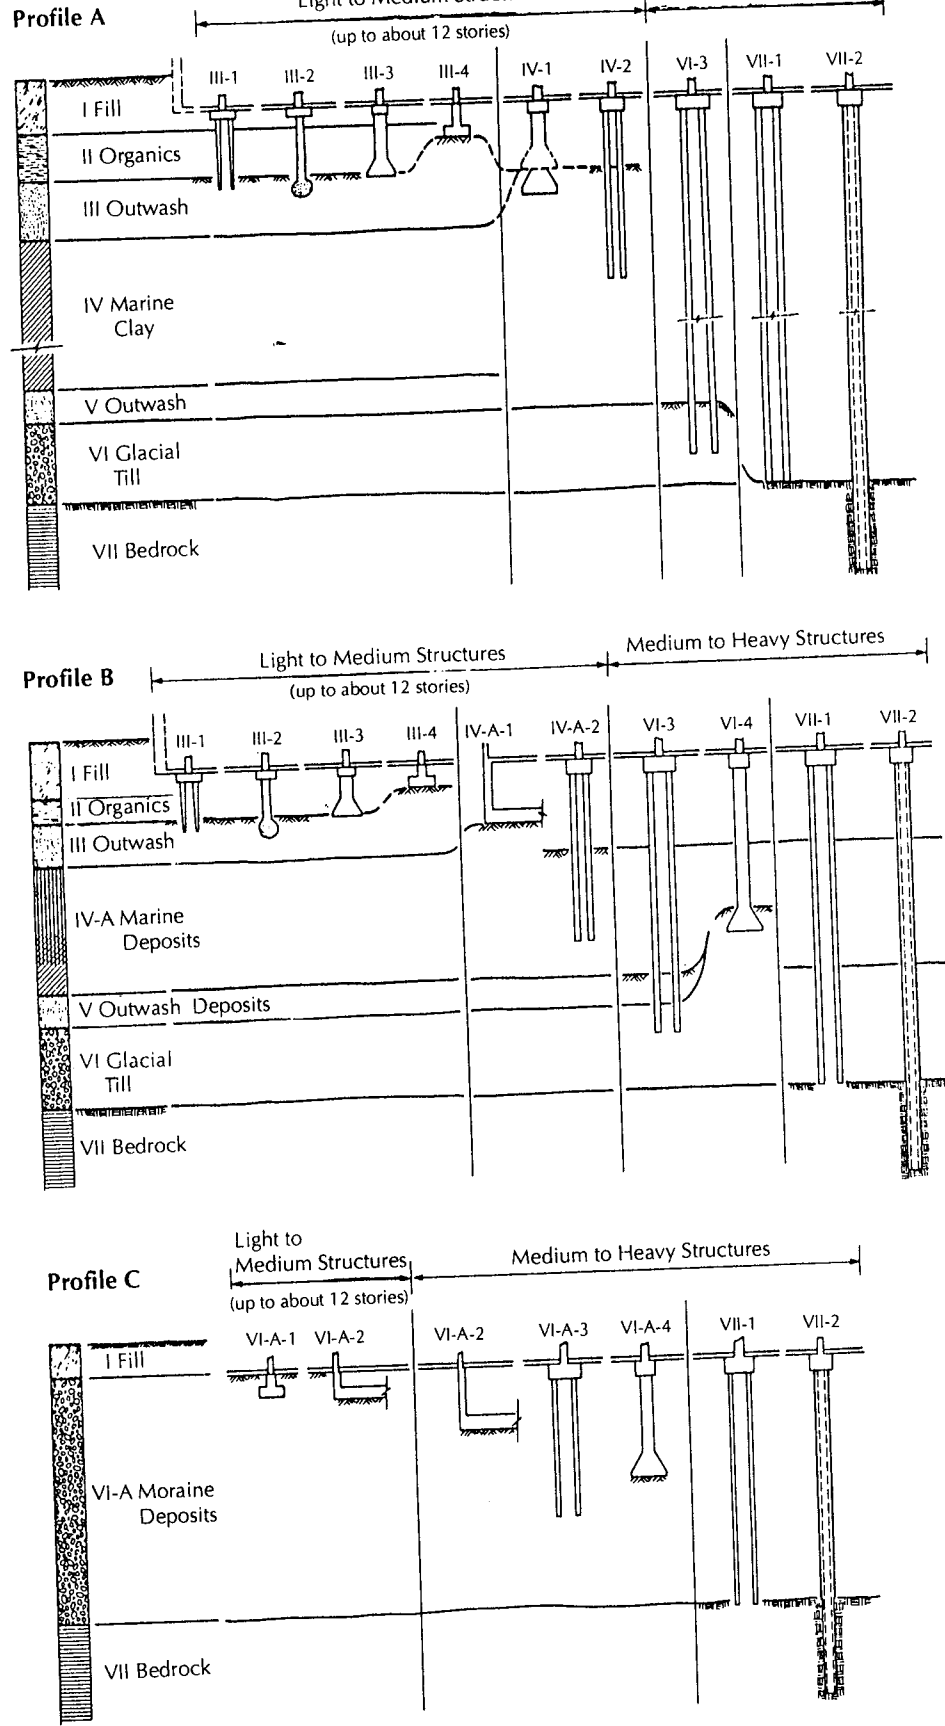 Profile A
Light to Medium
(up to about 12 stories)
III-1 III-2 III-3 III-4 IV-1 IV-2 VI-3 VII-1 VII-2
I Fill
II Organics
III Outwash
IV Marine
Clay
V Outwash
VI Glacial
Till
VII Bedrock
Profile B
Light to Medium Structures
Medium to Heavy Structures
(up to about 12 stories)
III-1 III-2 III-3 III-4 IV-A-1 IV-A-2 VI-3 VI-4 VII-1 VII-2
I Fill
II Organics
III Outwash
IV-A Marine
Deposits
V Outwash Deposits
VI Glacial
Till
VII Bedrock
Profile C
Light to
Medium Structures
Medium to Heavy Structures
(up to about 12 stories)
VI-A-1 VI-A-2 VI-A-2 VI-A-3 VI-A-4 VII-1 VII-2
I Fill
VI-A Moraine
Deposits
VII Bedrock